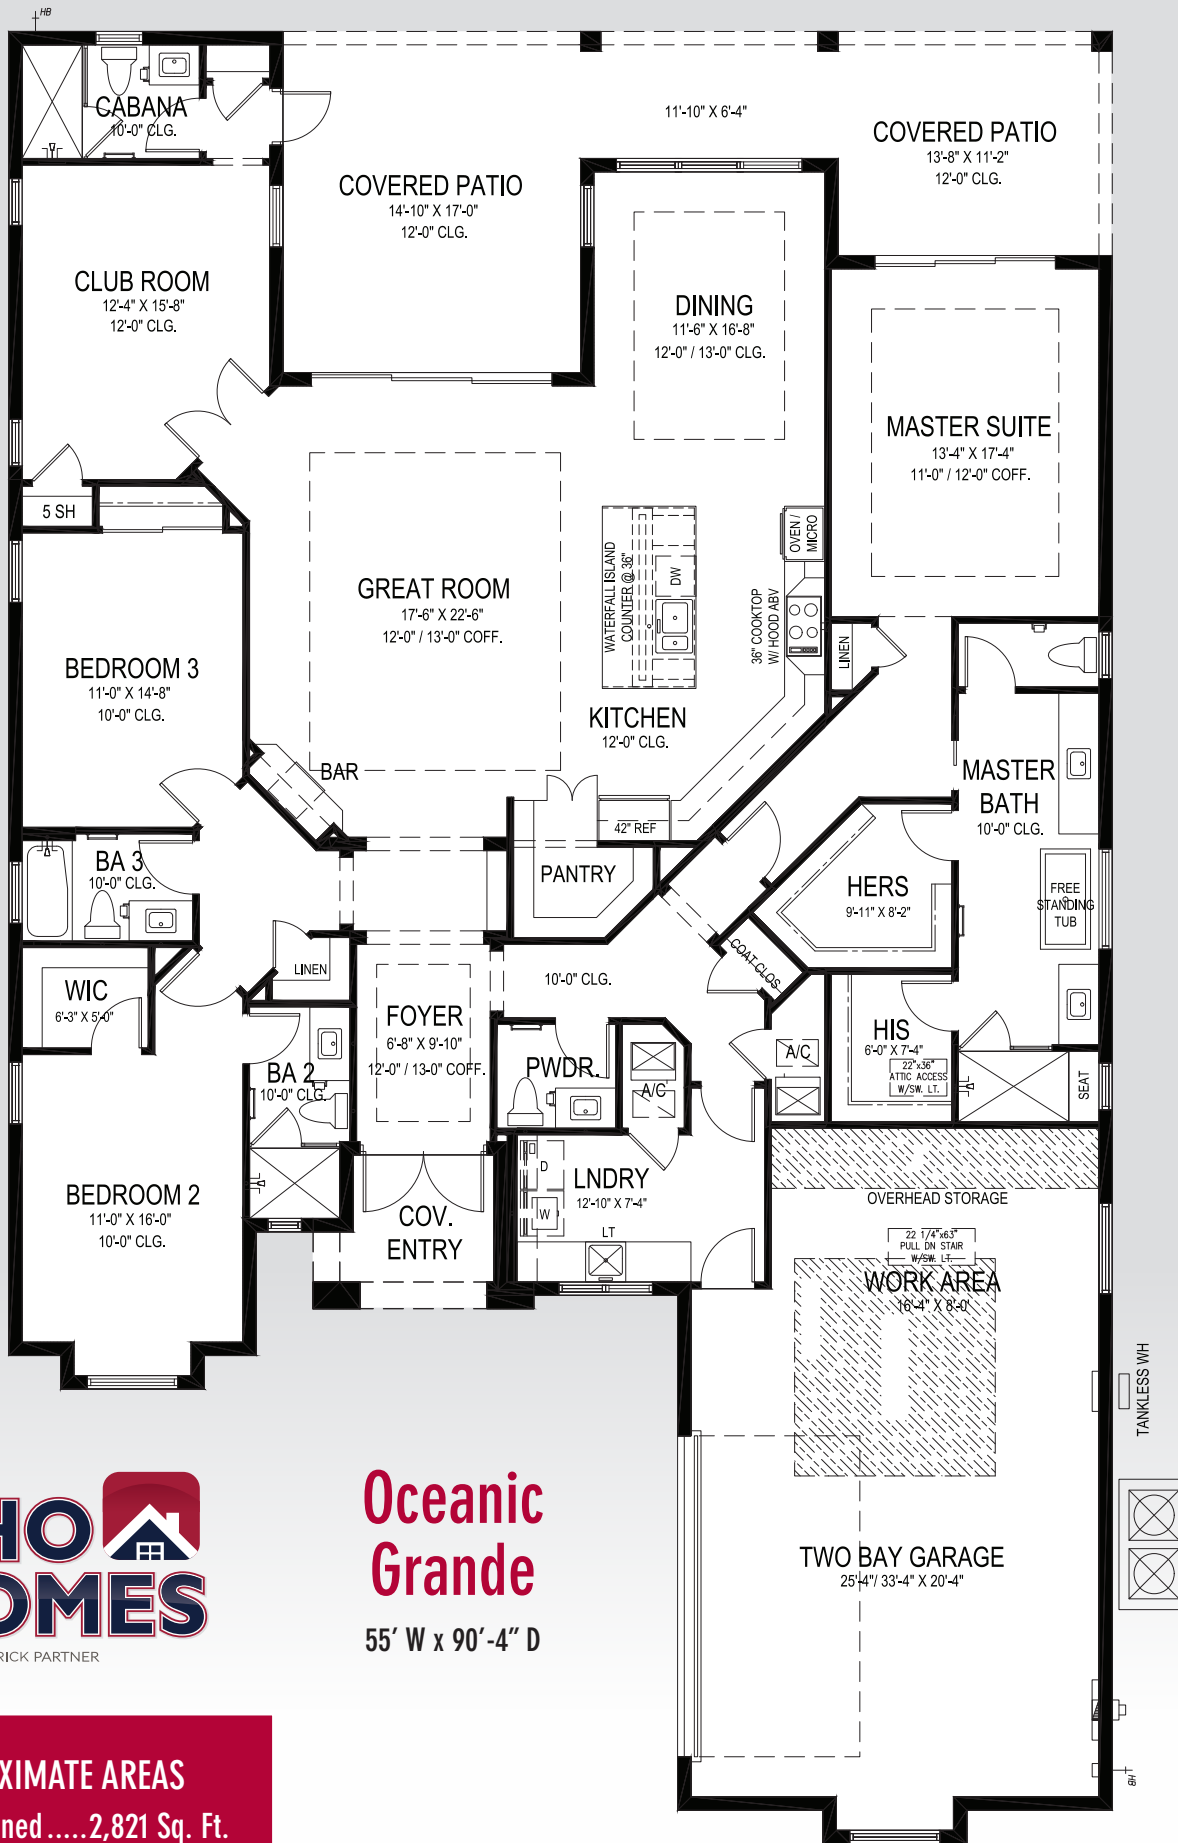 HB
CABANA
10'-0" CLG.
11'-10" X 6'-4"
COVERED PATIO
13'-8" X 11'-2"
12'-0" CLG.
COVERED PATIO
14'-10" X 17'-0"
12'-0" CLG.
CLUB ROOM
12'-4" X 15'-8"
12'-0" CLG.
DINING
11'-6" X 16'-8"
12'-0" / 13'-0" CLG.
MASTER SUITE
13'-4" X 17'-4"
11'-0" / 12'-0" COFF.
5 SH
OVEN /
MICRO
WATERFALL ISLAND
COUNTER @ 36"
DW
36" COOKTOP
W/ HOOD ABV
GREAT ROOM
17'-6" X 22'-6"
12'-0" / 13'-0" COFF.
LINEN
BEDROOM 3
11'-0" X 14'-8"
10'-0" CLG.
KITCHEN
12'-0" CLG.
BAR
MASTER
BATH
10'-0" CLG.
42" REF
BA 3
10'-0" CLG.
PANTRY
HERS
9'-11" X 8'-2"
FREE
STANDING
TUB
COAT CLOS
LINEN
10'-0" CLG.
WIC
6'-3" X 5'-0"
FOYER
6'-8" X 9'-10"
12'-0" / 13'-0" COFF.
HIS
6'-0" X 7'-4"
22"x36"
ATTIC ACCESS
W/SW. LT.
A/C
PWDR.
A/C
BA 2
10'-0" CLG.
SEAT
BEDROOM 2
11'-0" X 16'-0"
10'-0" CLG.
D
W
LNDRY
12'-10" X 7'-4"
LT
OVERHEAD STORAGE
COV.
ENTRY
22 1/4"x63"
PULL DN STAIR
W/SW. LT.
WORK AREA
16'-4" X 8'-0"
TANKLESS WH
HO
OMES
RICK PARTNER
Oceanic
Grande
55' W x 90'-4" D
TWO BAY GARAGE
25'-4"/ 33'-4" X 20'-4"
HB
XIMATE AREAS
ned.....2,821 Sq. Ft.